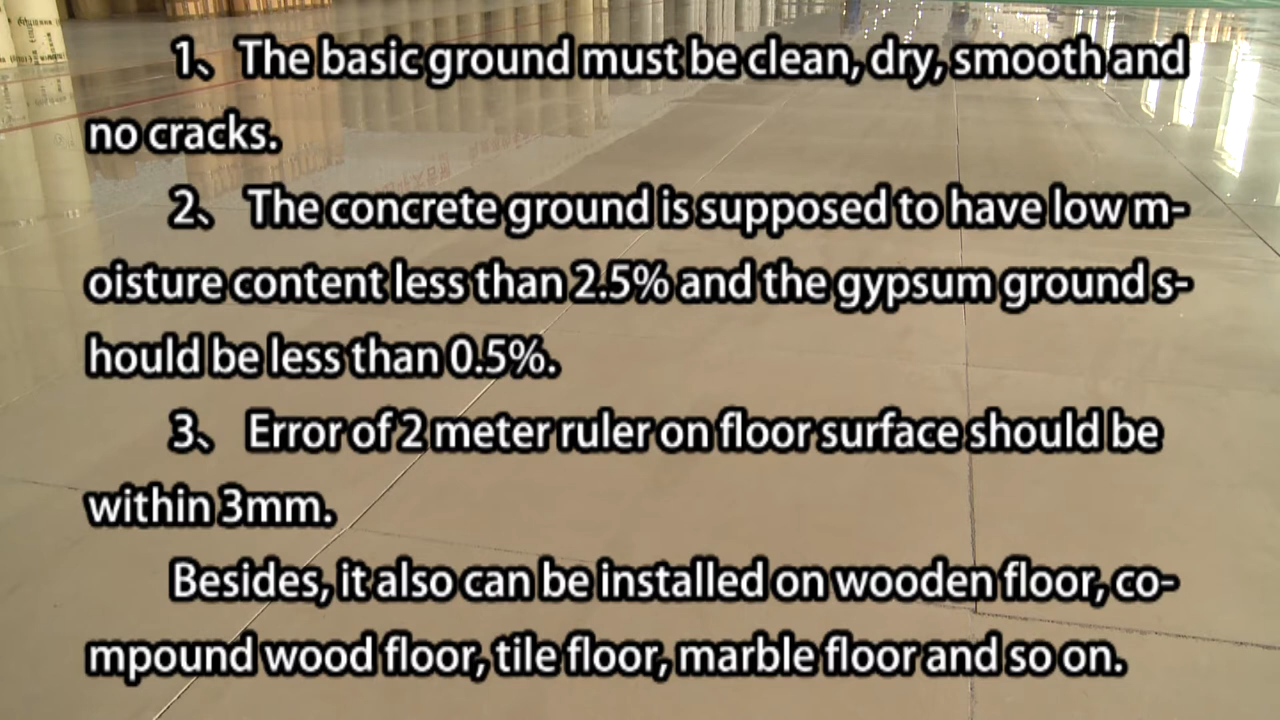 1、 The basic ground must be clean, dry, smooth and
no cracks.
2、 The concrete ground is supposed to have low m-
oisture content less than 2.5% and the gypsum ground s-
hould be less than 0.5%.
3、 Error of 2 meter ruler on floor surface should be
within 3mm.
Besides, it also can be installed on wooden floor, co-
mpound wood floor, tile floor, marble floor and so on.